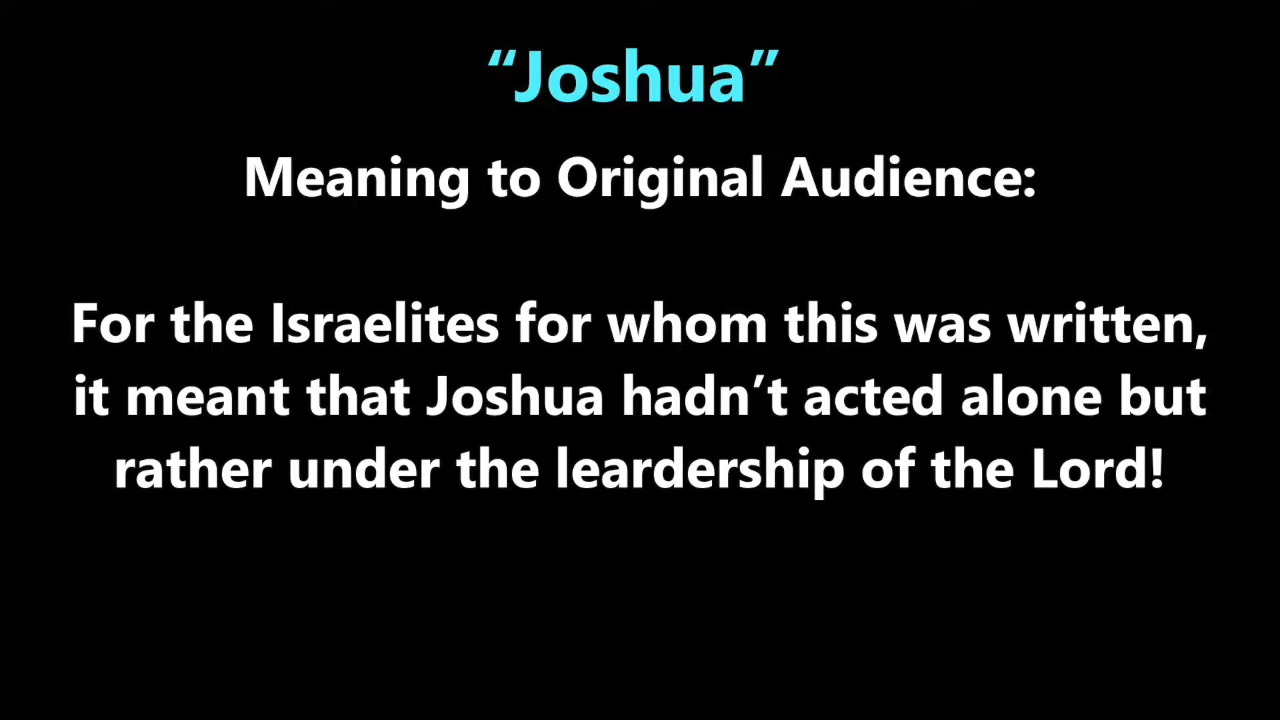 “Joshua”
Meaning to Original Audience:
For the Israelites for whom this was written,
it meant that Joshua hadn’t acted alone but
rather under the leardership of the Lord!